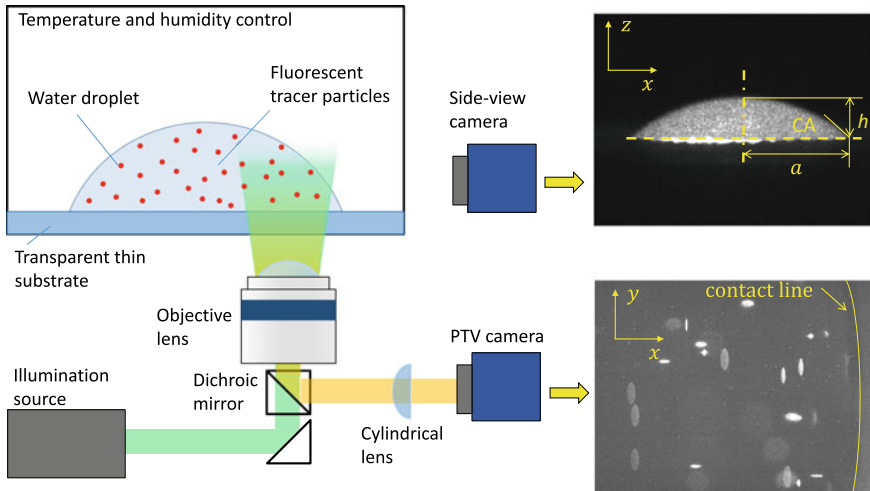 Temperature and humidity control
Water droplet
Fluorescent
tracer particles
Transparent thin
substrate
Side-view
camera
z
x
CA
h
a
Objective
lens
Dichroic
mirror
Illumination
source
Cylindrical
lens
PTV camera
y
x
contact line